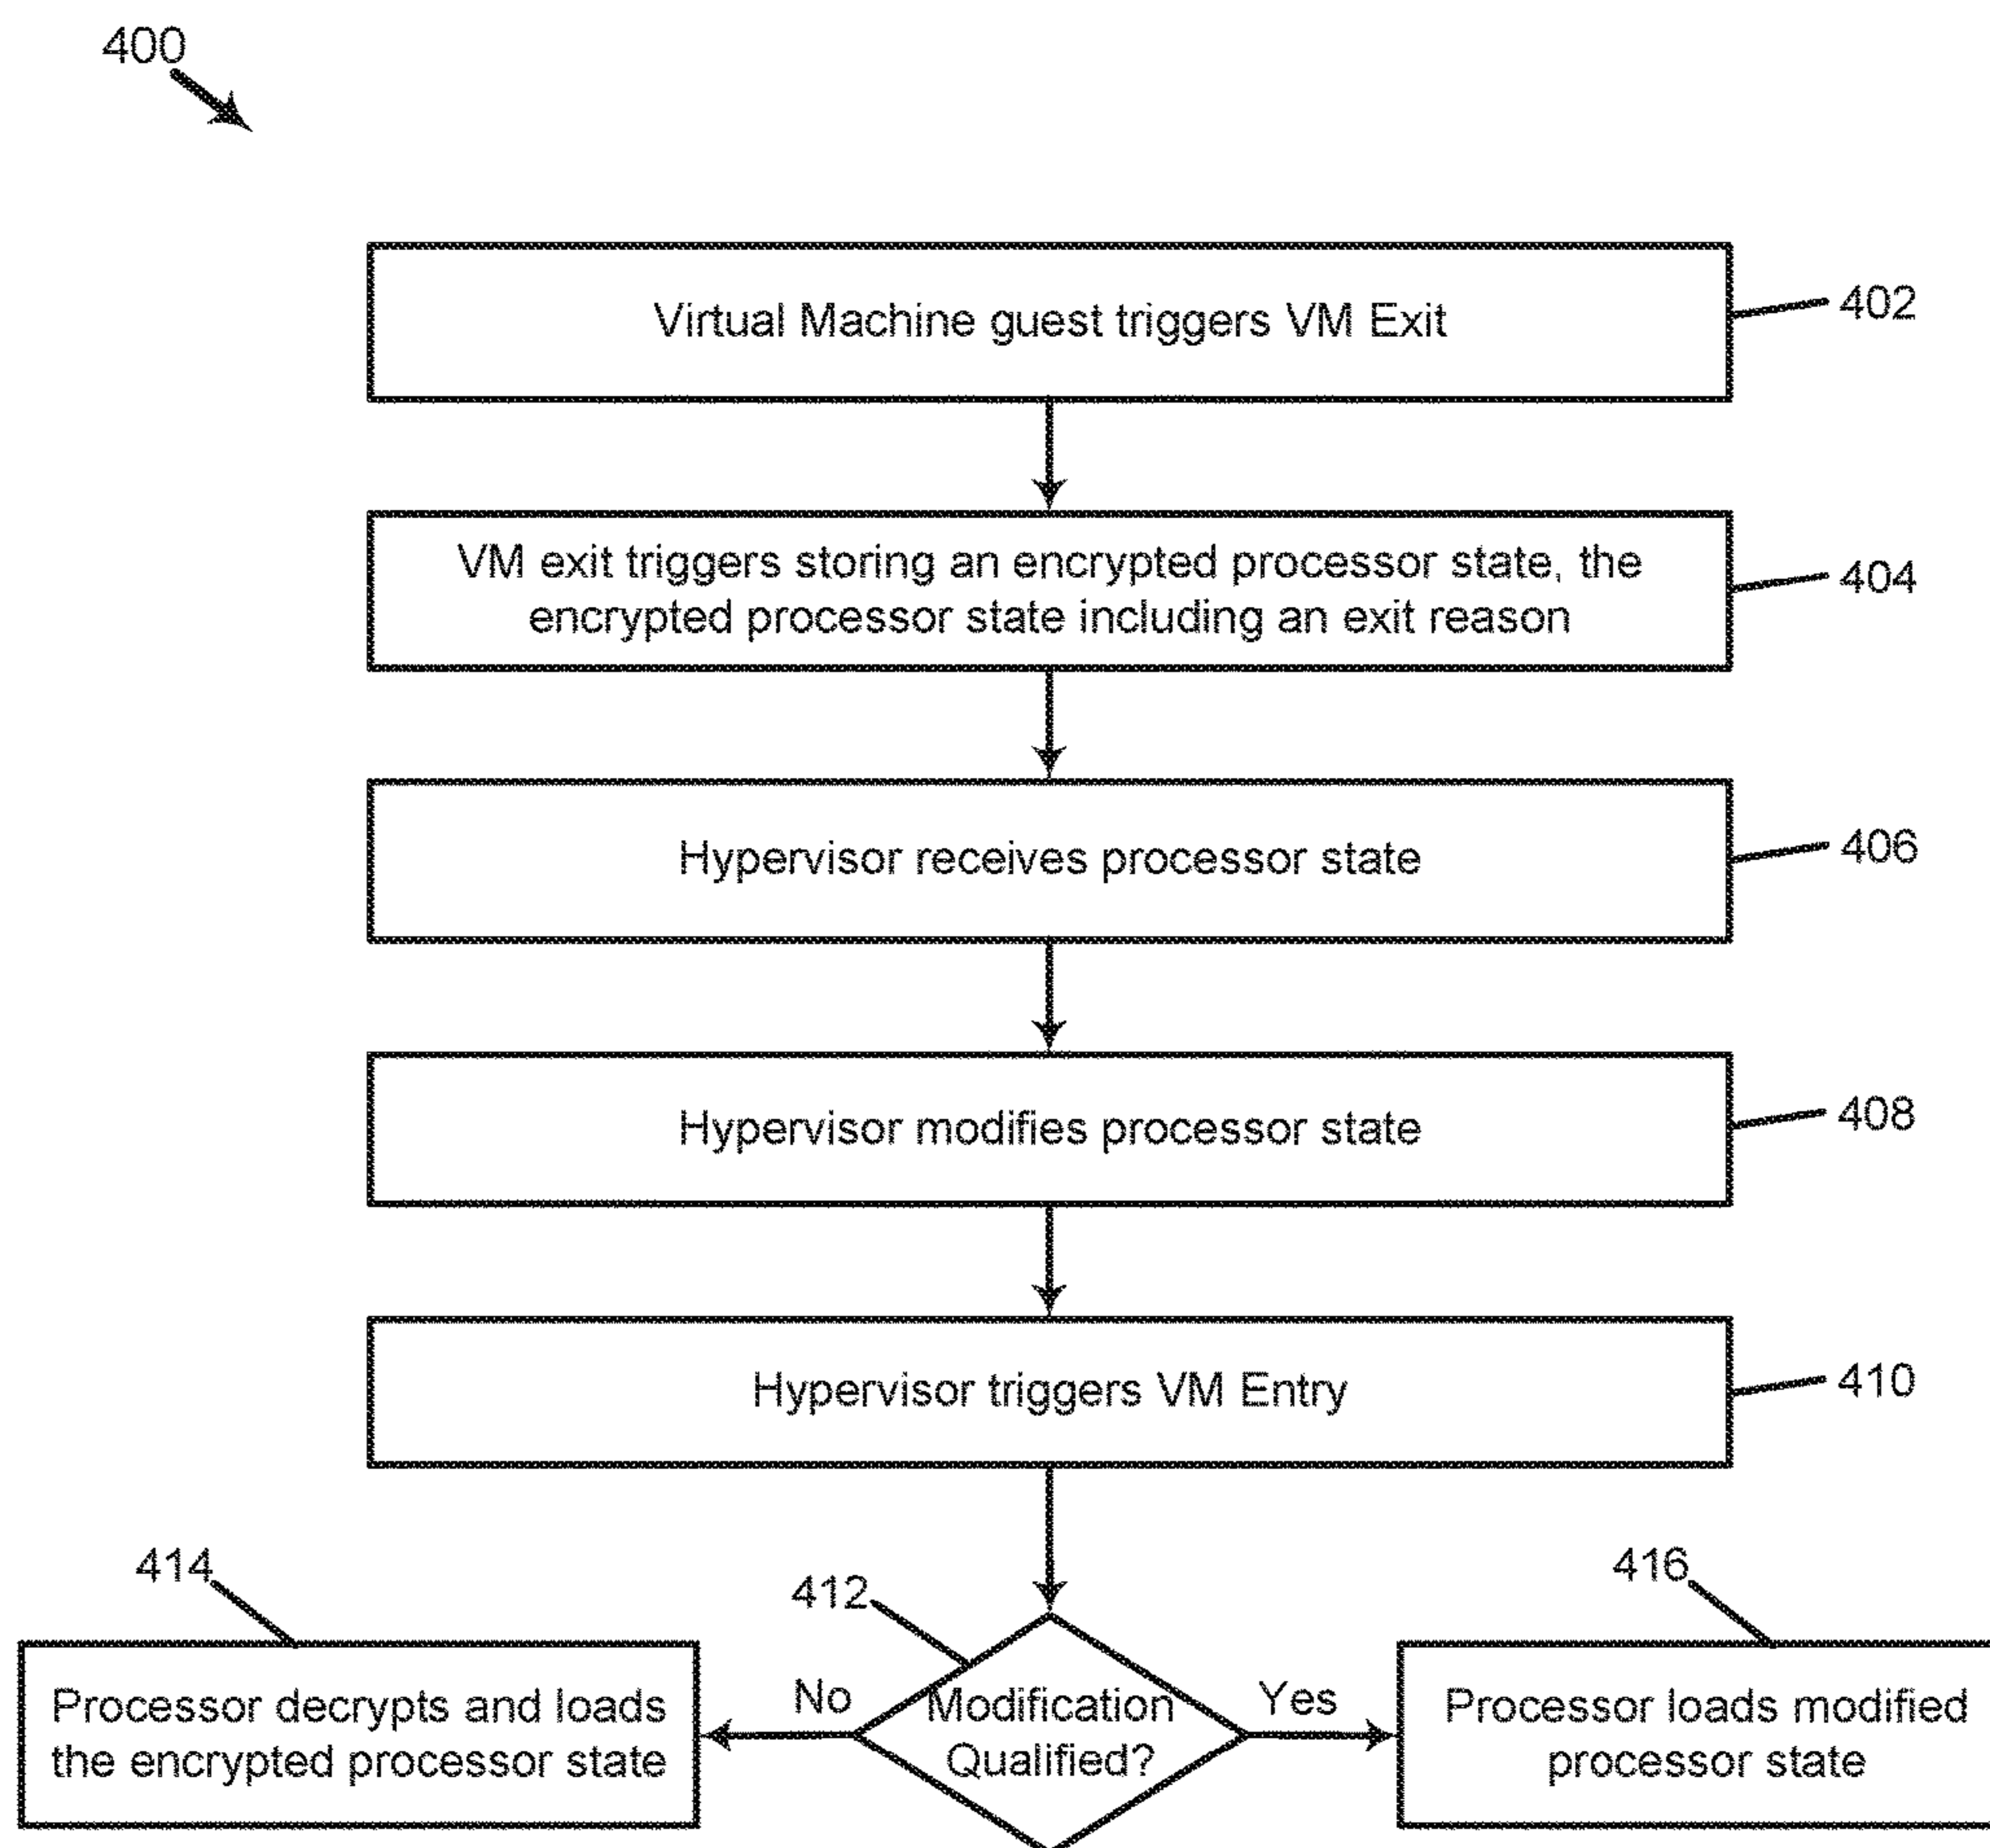 400
Virtual Machine guest triggers VM Exit
402
VM exit triggers storing an encrypted processor state, the
encrypted processor state including an exit reason
404
Hypervisor receives processor state
406
Hypervisor modifies processor state
408
Hypervisor triggers VM Entry
410
414
412
416
Processor decrypts and loads
the encrypted processor state
No
Modification
Qualified?
Yes
Processor loads modified
processor state